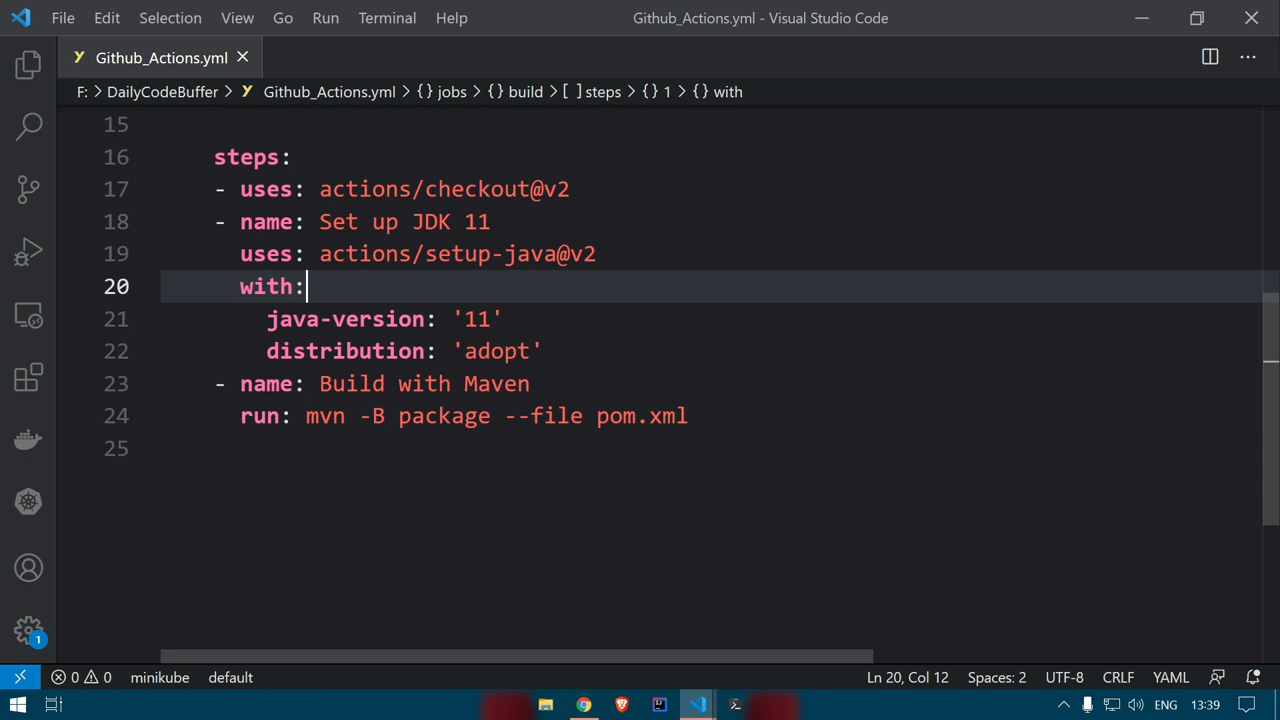 File Edit Selection View Go Run Terminal Help Github_Actions.yml - Visual Studio Code
Y Github_Actions.yml
F: > DailyCodeBuffer > Y Github_Actions.yml > {} jobs > {} build > [ ] steps > {} 1 > {} with
15
16 steps:
17 - uses: actions/checkout@v2
18 - name: Set up JDK 11
19 uses: actions/setup-java@v2
20 with:
21 java-version: '11'
22 distribution: 'adopt'
23 - name: Build with Maven
24 run: mvn -B package --file pom.xml
25
1
0 0 minikube default Ln 20, Col 12 Spaces: 2 UTF-8 CRLF YAML
ENG 13:39